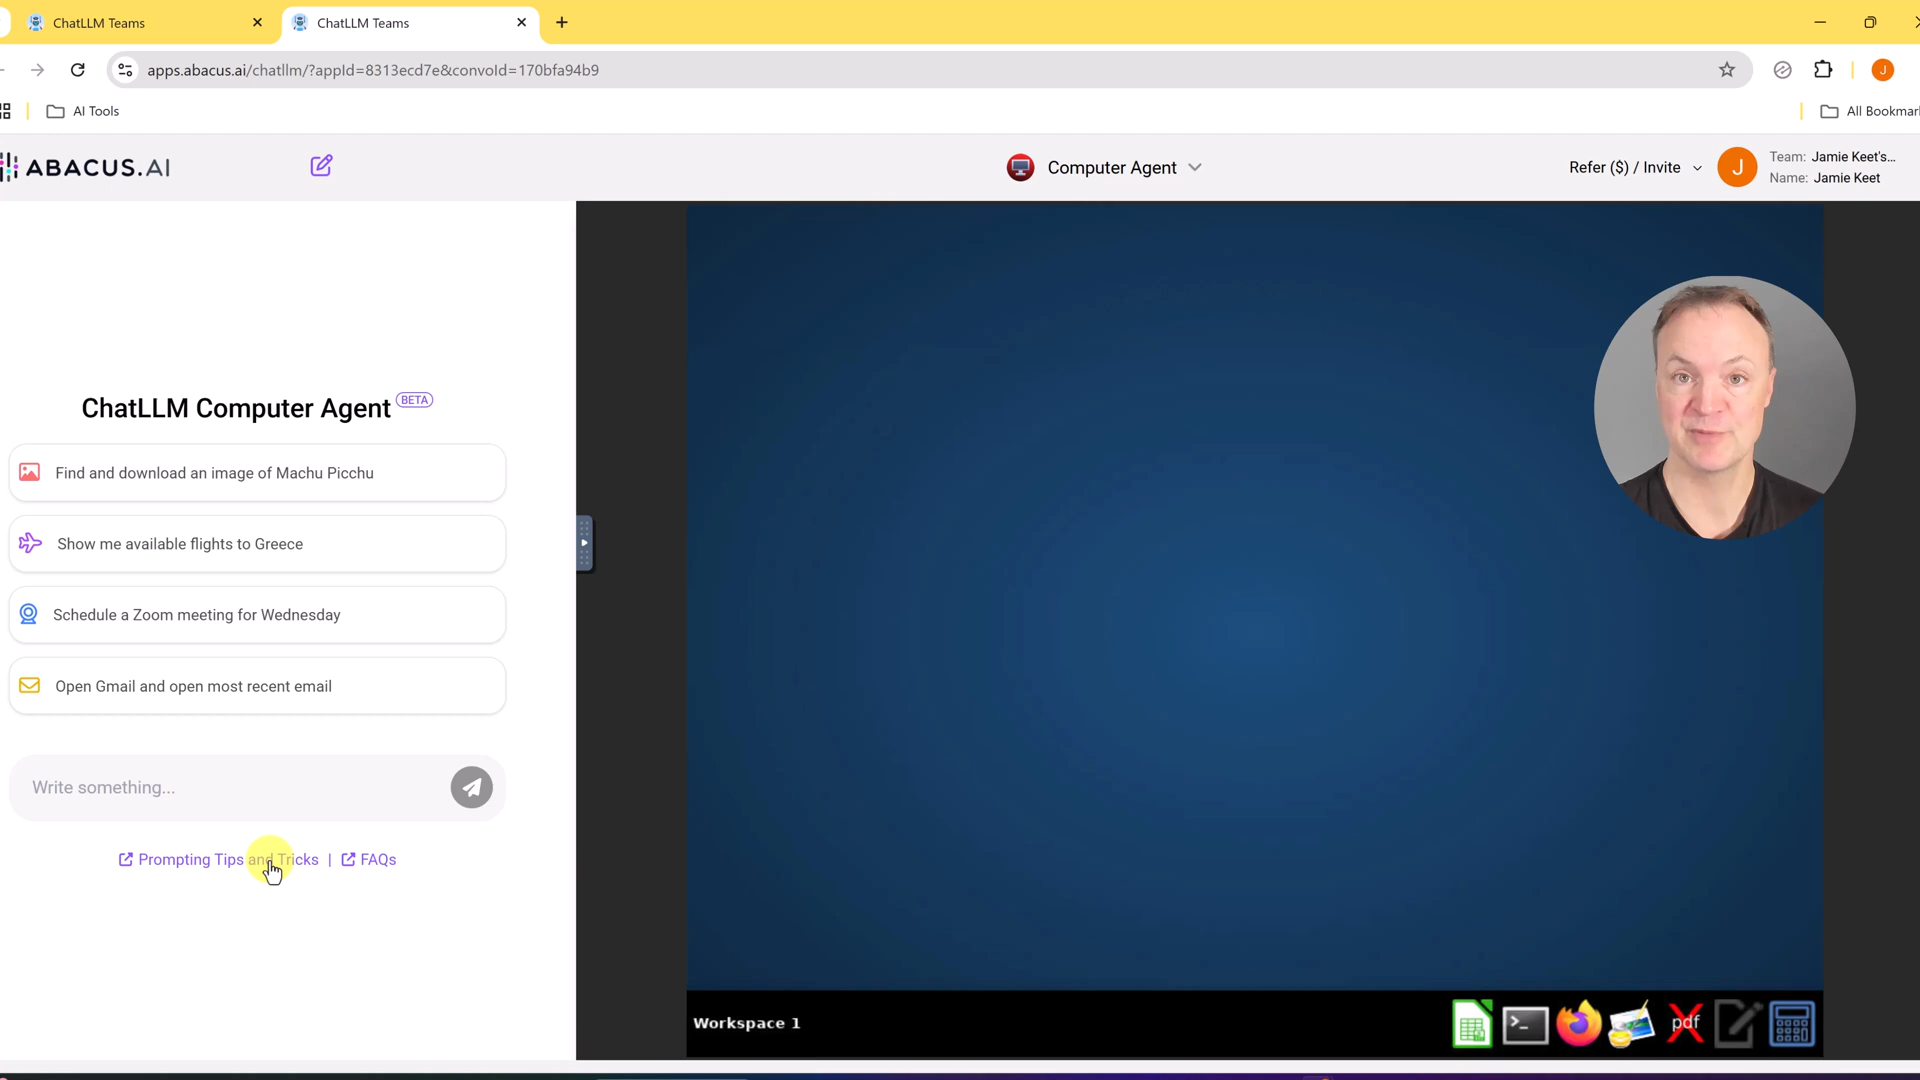 ChatLLM Teams
ChatLLM Teams
apps.abacus.ai/chatllm/?appId=8313ecd7e&convoId=170bfa94b9
J
AI Tools
All Bookmar
ABACUS.AI
Computer Agent
Refer ($) / Invite
J
Team: Jamie Keet's...
Name: Jamie Keet
ChatLLM Computer Agent BETA
Find and download an image of Machu Picchu
Show me available flights to Greece
Schedule a Zoom meeting for Wednesday
Open Gmail and open most recent email
Write something...
Prompting Tips and Tricks | FAQs
Workspace 1
pdf